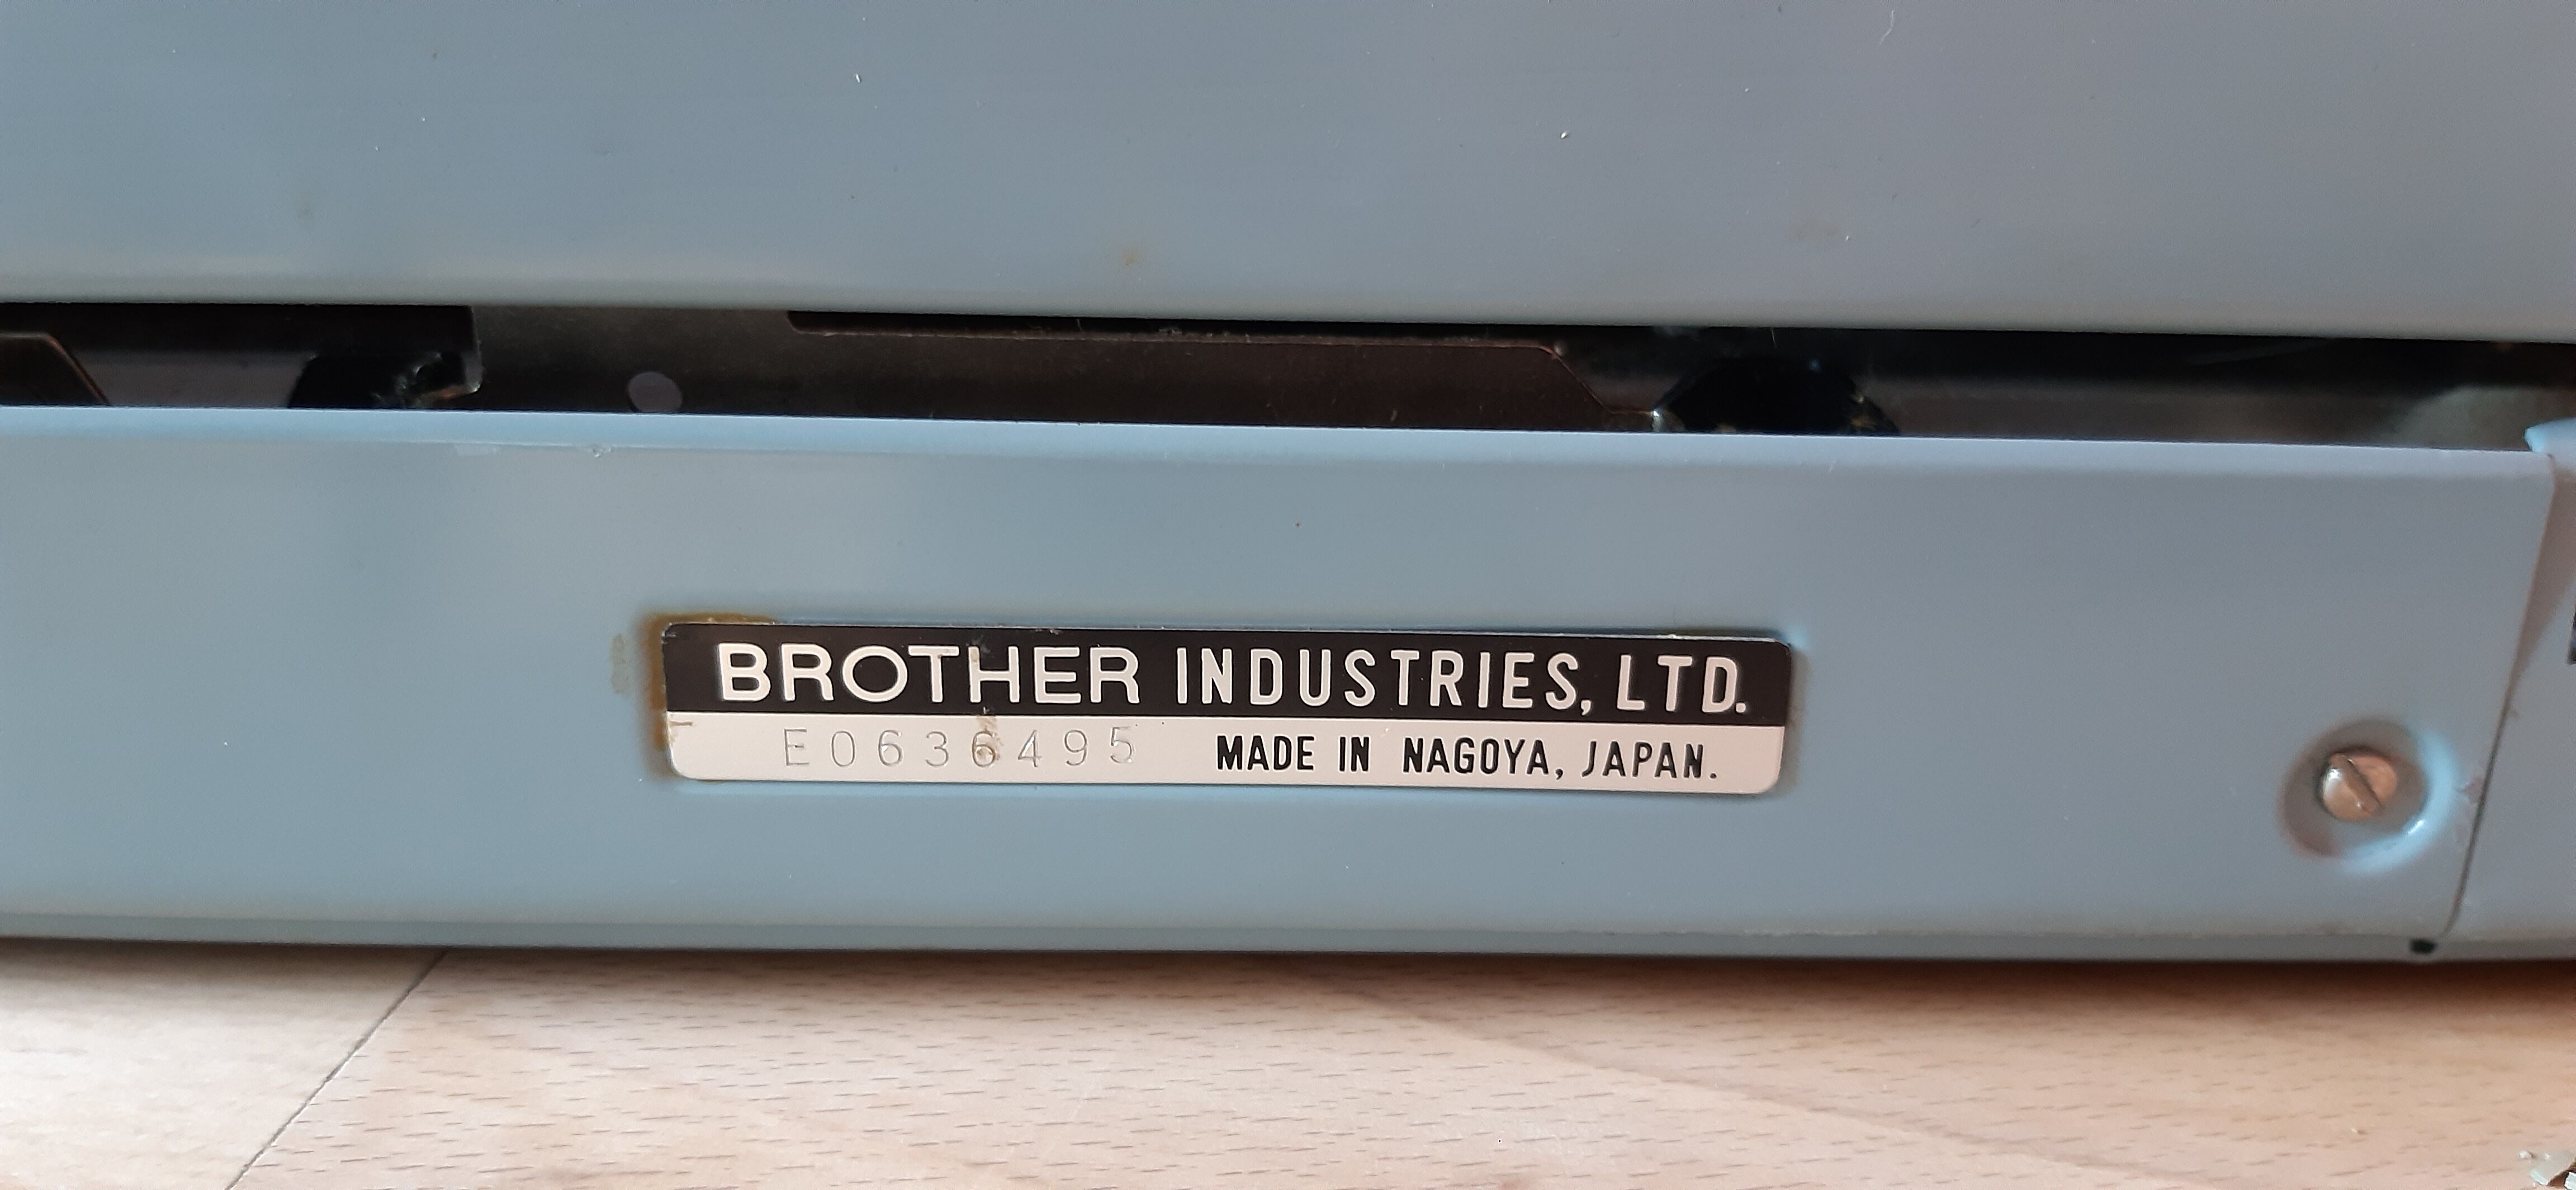 BROTHER INDUSTRIES, LTD.
E0636495 MADE IN NAGOYA, JAPAN.